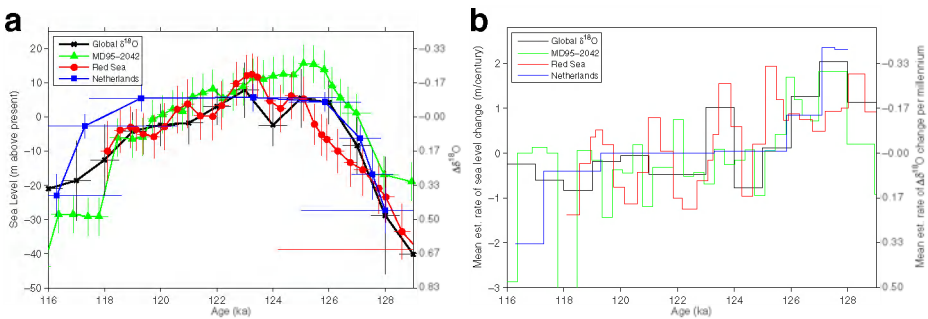 a
Global δ18O
MD95−2042
Red Sea
Netherlands
Sea Level (m above present)
20
10
0
−10
−20
−30
−40
−50
116
118
120
122
124
126
128
Age (ka)
−0.33
−0.17
−0.00
0.17
0.33
0.50
0.67
0.83
Δδ18O
b
Global δ18O
MD95−2042
Red Sea
Netherlands
Mean est. rate of sea level change (m/century)
2
1
0
−1
−2
−3
116
118
120
122
124
126
128
Age (ka)
−0.33
−0.17
−0.00
0.17
0.33
0.50
Mean est. rate of Δδ18O change per millennium